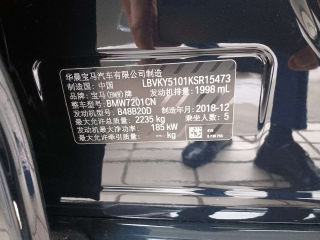 华晨宝马汽车有限公司制造
制造国: 中国 LBVKY5101KSR15473
品牌: 宝马(BMW)牌 发动机排量: 1998 mL
整车型号: BMW7201CN
发动机型号: B48B20D 制造年月: 2018-12
最大允许总质量: 2235 kg 乘坐人数: 5
发动机最大净功率: 185 kW
最大允许牵引质量: -- kg